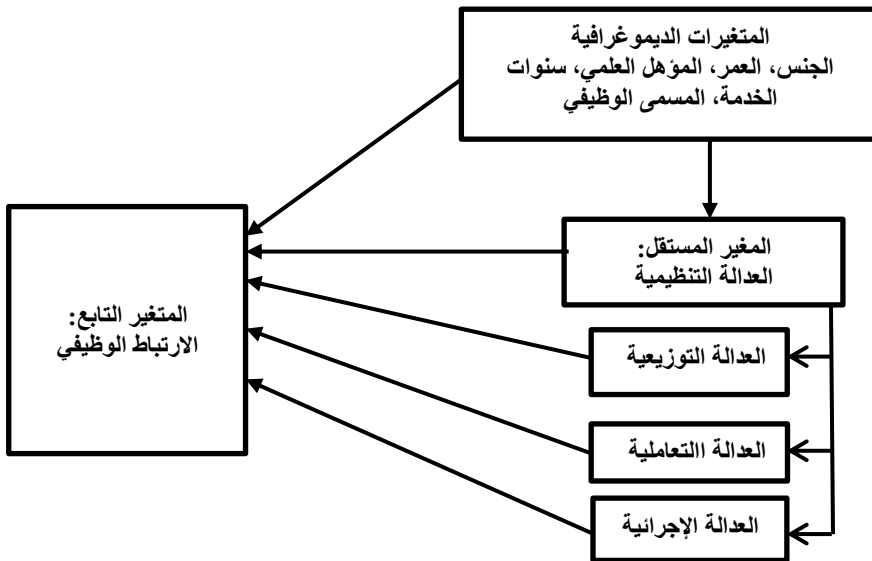 المتغيرات الديموغرافية
الجنس، العمر، المؤهل العلمي، سنوات
الخدمة، المسمى الوظيفي
المغير المستقل:
العدالة التنظيمية
المتغير التابع:
الارتباط الوظيفي
العدالة التوزيعية
العدالة االتعاملية
العدالة الإجرائية